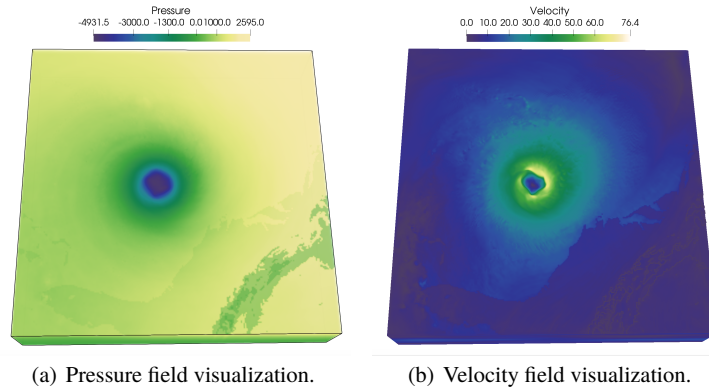 Pressure
-4931.5 -3000.0 -1300.0 0.01000.0 2595.0
Velocity
0.0 10.0 20.0 30.0 40.0 50.0 60.0 76.4
(a) Pressure field visualization.
(b) Velocity field visualization.